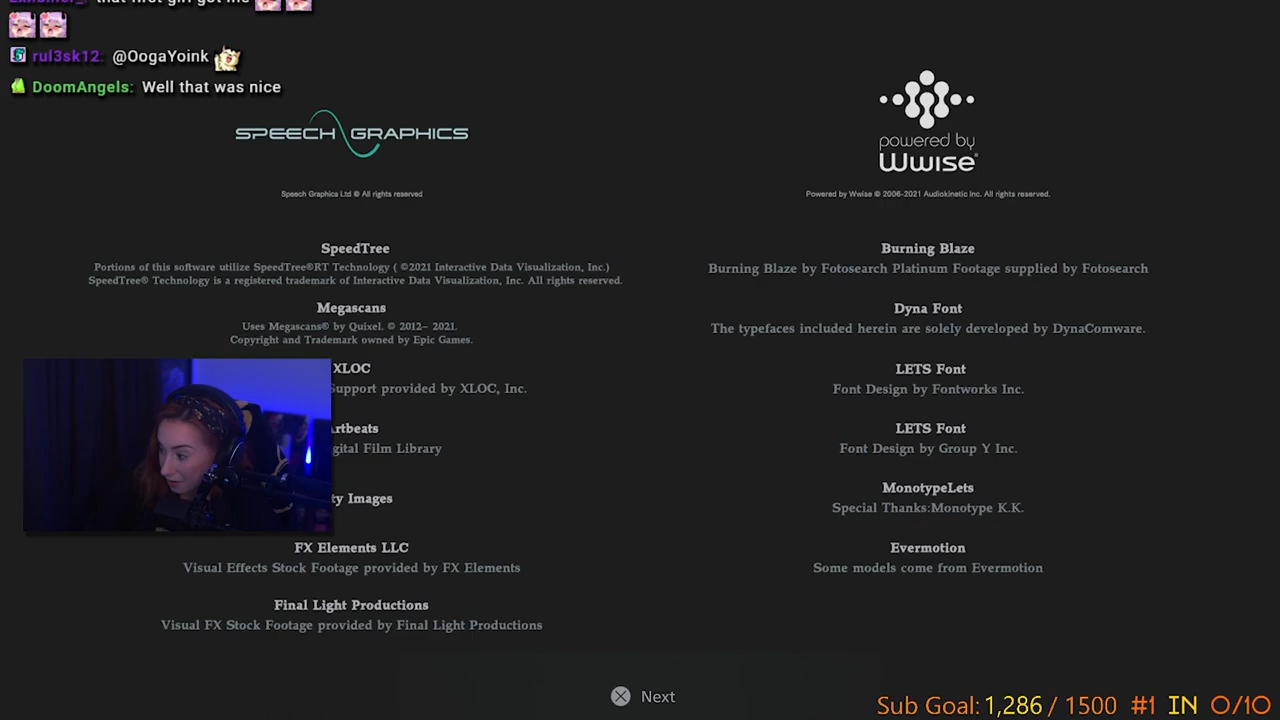 that first girl got me
rul3sk12: @OogaYoink
DoomAngels: Well that was nice
SPEECH GRAPHICS
Speech Graphics Ltd © All rights reserved
SpeedTree
Portions of this software utilize SpeedTree®RT Technology ( ©2021 Interactive Data Visualization, Inc.)
SpeedTree® Technology is a registered trademark of Interactive Data Visualization, Inc. All rights reserved.
Megascans
Uses Megascans® by Quixel. © 2012– 2021.
Copyright and Trademark owned by Epic Games.
XLOC
Support provided by XLOC, Inc.
rtbeats
gital Film Library
ty Images
FX Elements LLC
Visual Effects Stock Footage provided by FX Elements
Final Light Productions
Visual FX Stock Footage provided by Final Light Productions
powered by
Wwise®
Powered by Wwise © 2006-2021 Audiokinetic Inc. All rights reserved.
Burning Blaze
Burning Blaze by Fotosearch Platinum Footage supplied by Fotosearch
Dyna Font
The typefaces included herein are solely developed by DynaComware.
LETS Font
Font Design by Fontworks Inc.
LETS Font
Font Design by Group Y Inc.
MonotypeLets
Special Thanks:Monotype K.K.
Evermotion
Some models come from Evermotion
Next
Sub Goal: 1,286 / 1500 #1 IN 0/10